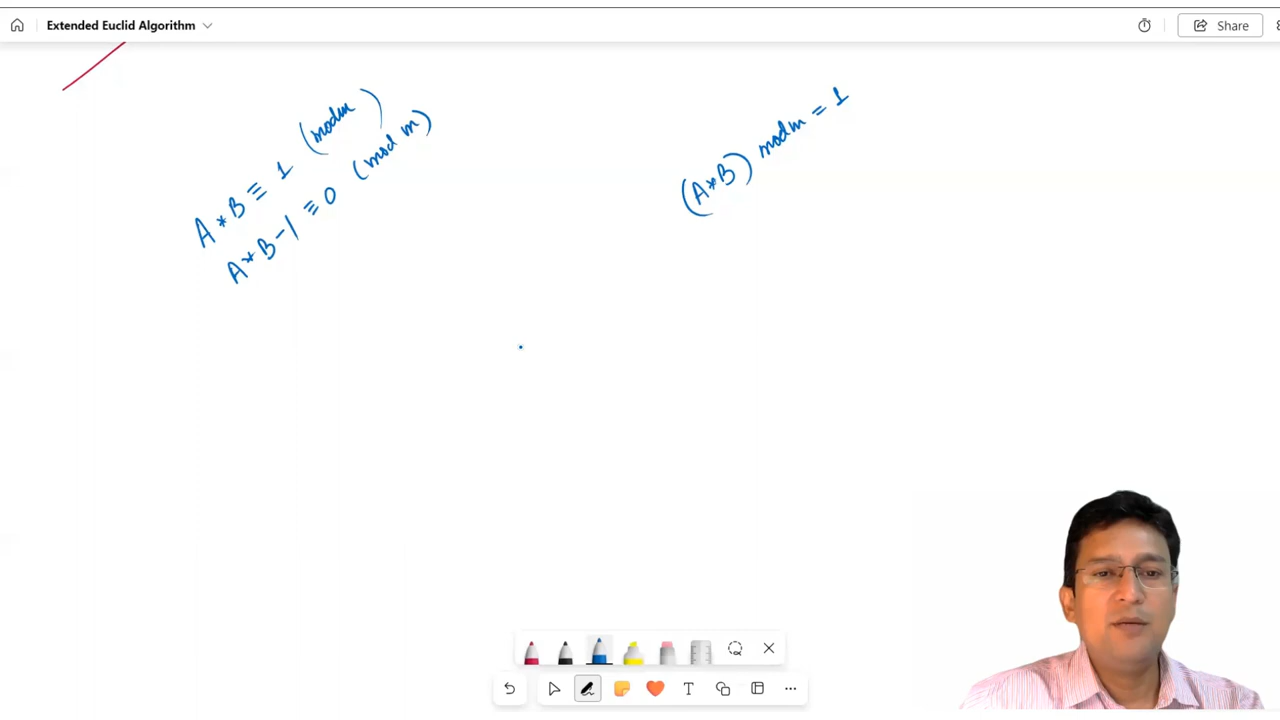 Extended Euclid Algorithm
Share
A * B ≡ 1 (mod m)
A * B - 1 ≡ 0 (mod m)
(A * B) mod m = 1
T